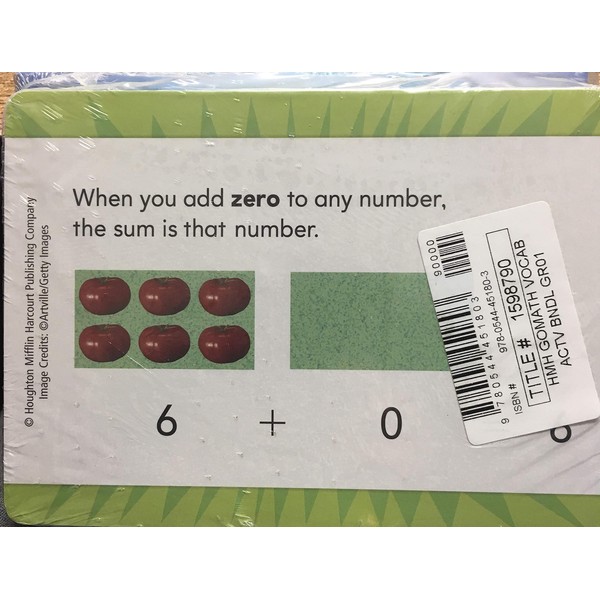 When you add zero to any number,
the sum is that number.
6 + 0
© Houghton Mifflin Harcourt Publishing Company
Image Credits: ©Artville/Getty Images
90000
9 780544 451803
ISBN # 978-0544-45180-3
TITLE # 1598790
HMH GOMATH VOCAB
ACTV BNDL GR01